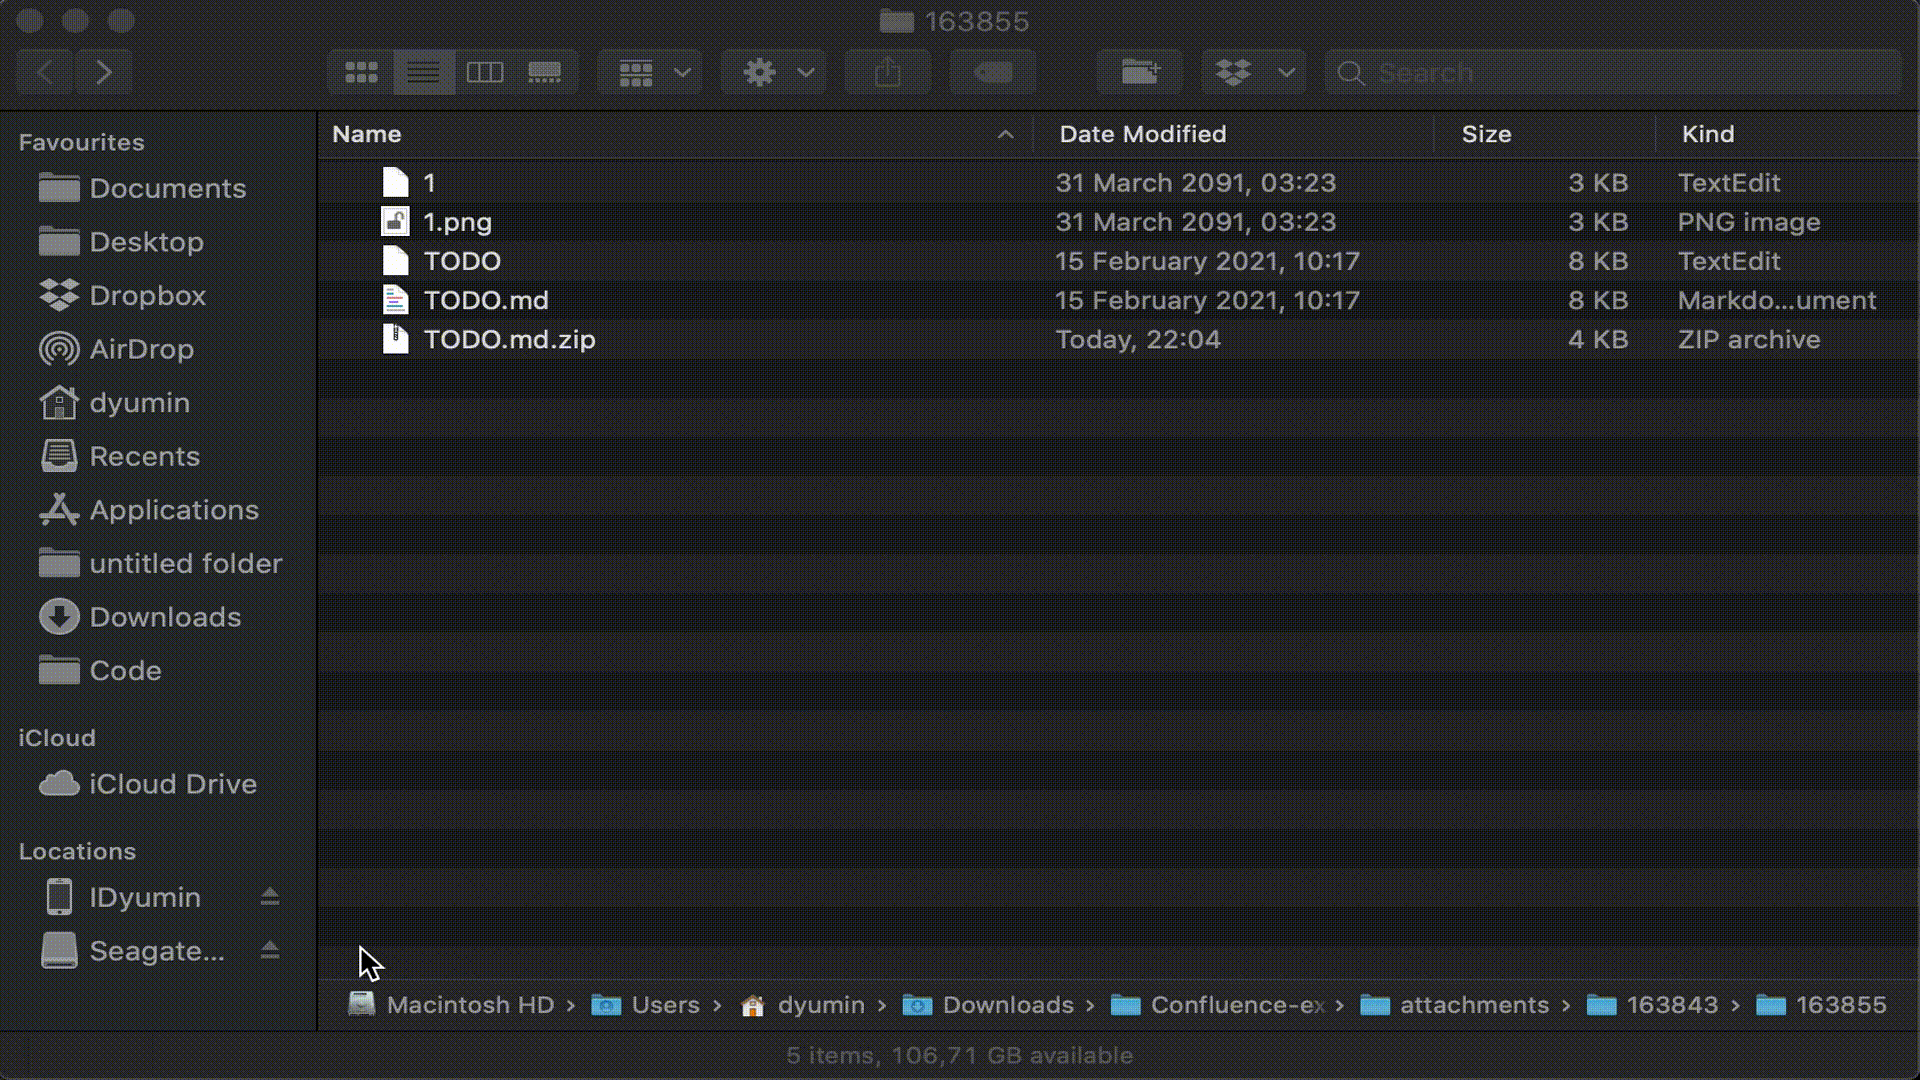 163855
Search
Favourites
Documents
Desktop
Dropbox
AirDrop
dyumin
Recents
Applications
untitled folder
Downloads
Code
iCloud
iCloud Drive
Locations
IDyumin
Seagate...
Name Date Modified Size Kind
1 31 March 2091, 03:23 3 KB TextEdit
1.png 31 March 2091, 03:23 3 KB PNG image
TODO 15 February 2021, 10:17 8 KB TextEdit
TODO.md 15 February 2021, 10:17 8 KB Markdo...ument
TODO.md.zip Today, 22:04 4 KB ZIP archive
Macintosh HD › Users › dyumin › Downloads › Confluence-ex › attachments › 163843 › 163855
5 items, 106,71 GB available